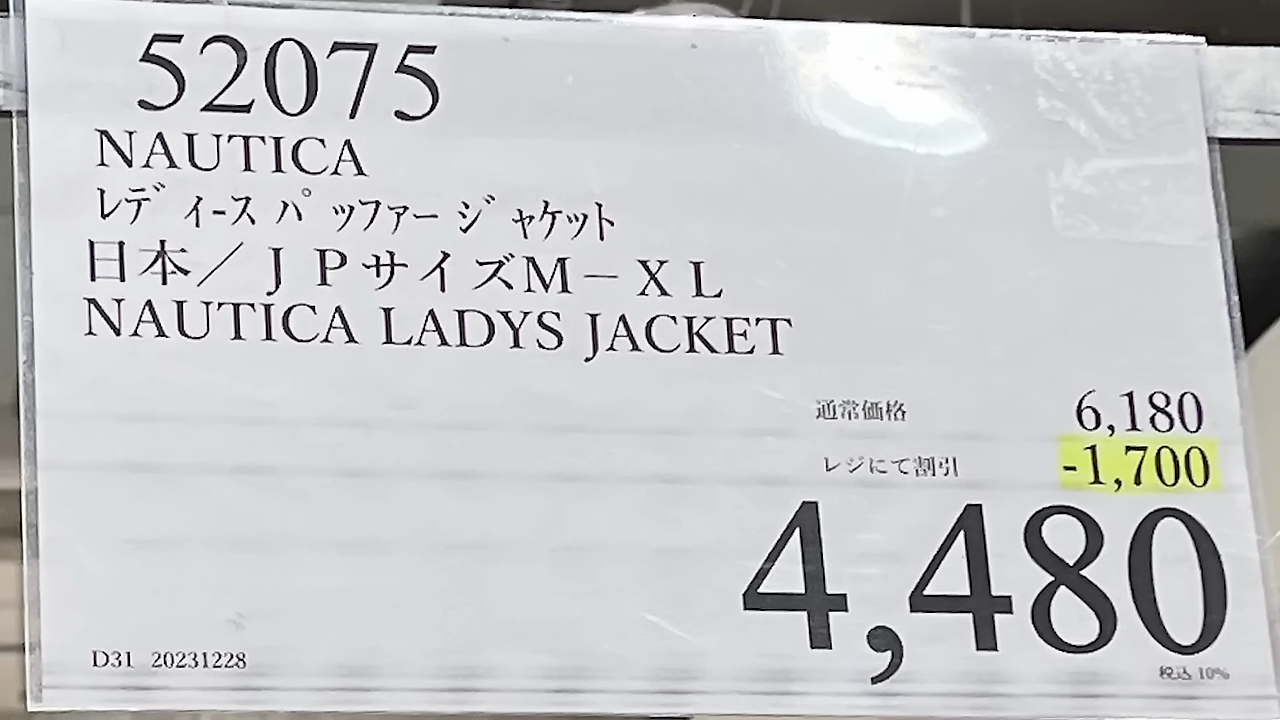 52075
NAUTICA
ﾚﾃﾞｨｰｽ ﾊﾟｯﾌｧｰ ｼﾞｬｹｯﾄ
日本／ＪＰサイズM－ＸＬ
NAUTICA LADYS JACKET
通常価格 6,180
レジにて割引 -1,700
4,480
税込 10%
D31 20231228